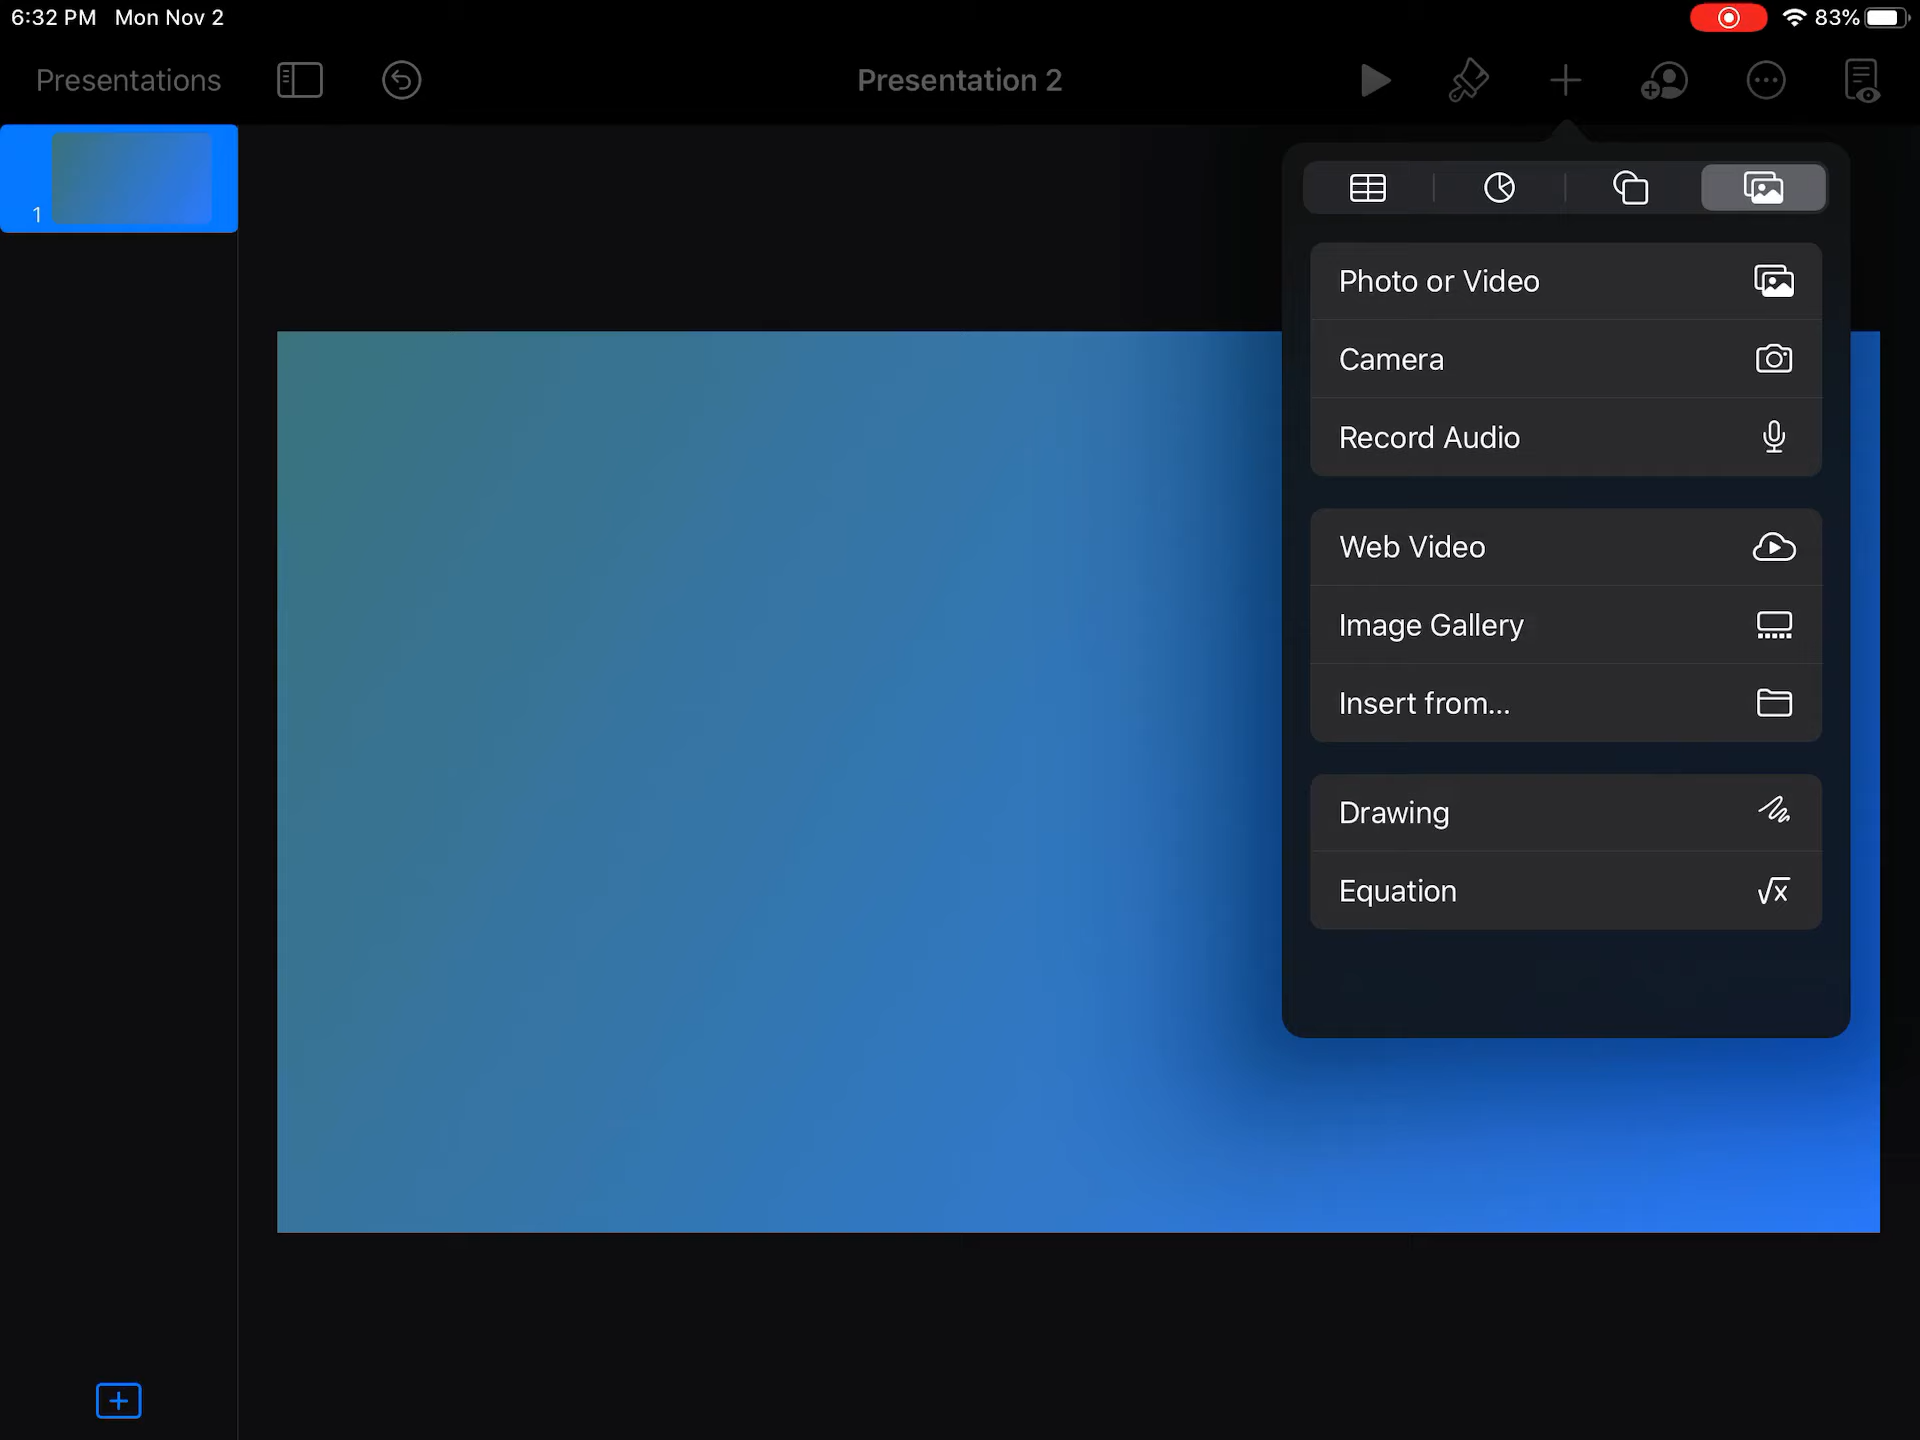 6:32 PM Mon Nov 2
83%
Presentations
Presentation 2
1
Photo or Video
Camera
Record Audio
Web Video
Image Gallery
Insert from...
Drawing
Equation
√x